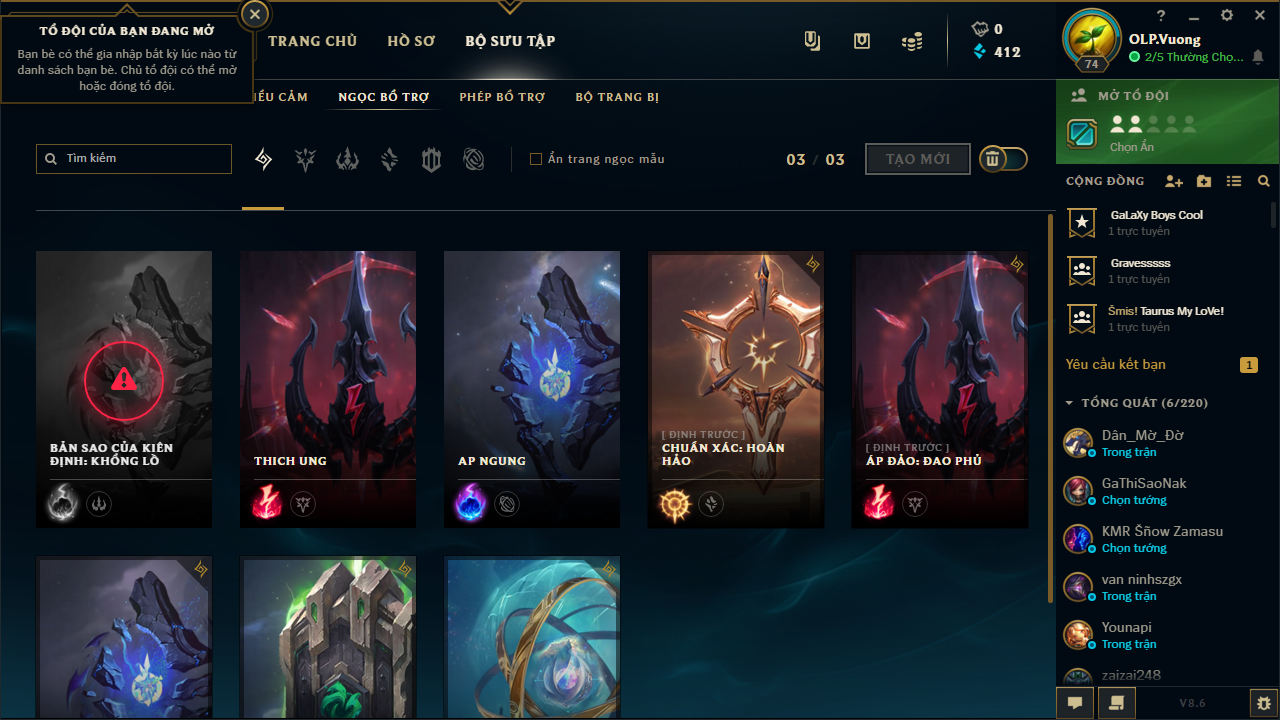 TỔ ĐỘI CỦA BẠN ĐANG MỞ
Bạn bè có thể gia nhập bất kỳ lúc nào từ
danh sách bạn bè. Chủ tổ đội có thể mở
hoặc đóng tổ đội.
TRANG CHỦ
HỒ SƠ
BỘ SƯU TẬP
0
412
?
OLP.Vuong
74
2/5 Thường Chọ...
IỂU CẢM
NGỌC BỔ TRỢ
PHÉP BỔ TRỢ
BỘ TRANG BỊ
MỞ TỔ ĐỘI
Chọn Ẩn
Tìm kiếm
Ẩn trang ngọc mẫu
03 / 03
TẠO MỚI
CỘNG ĐỒNG
GaLaXy Boys Cool
1 trực tuyến
Gravesssss
1 trực tuyến
Šmis! Taurus My LoVe!
1 trực tuyến
Yêu cầu kết bạn
1
TỔNG QUÁT (6/220)
Dân_Mờ_Đờ
Trong trận
GaThiSaoNak
Chọn tướng
KMR Šñow Zamasu
Chọn tướng
van ninhszgx
Trong trận
Younapi
Trong trận
zaizai248
V8.6
BẢN SAO CỦA KIÊN
ĐỊNH: KHỔNG LỒ
THICH UNG
AP NGUNG
[ ĐỊNH TRƯỚC ]
CHUẨN XÁC: HOÀN
HẢO
[ ĐỊNH TRƯỚC ]
ÁP ĐẢO: ĐAO PHỦ